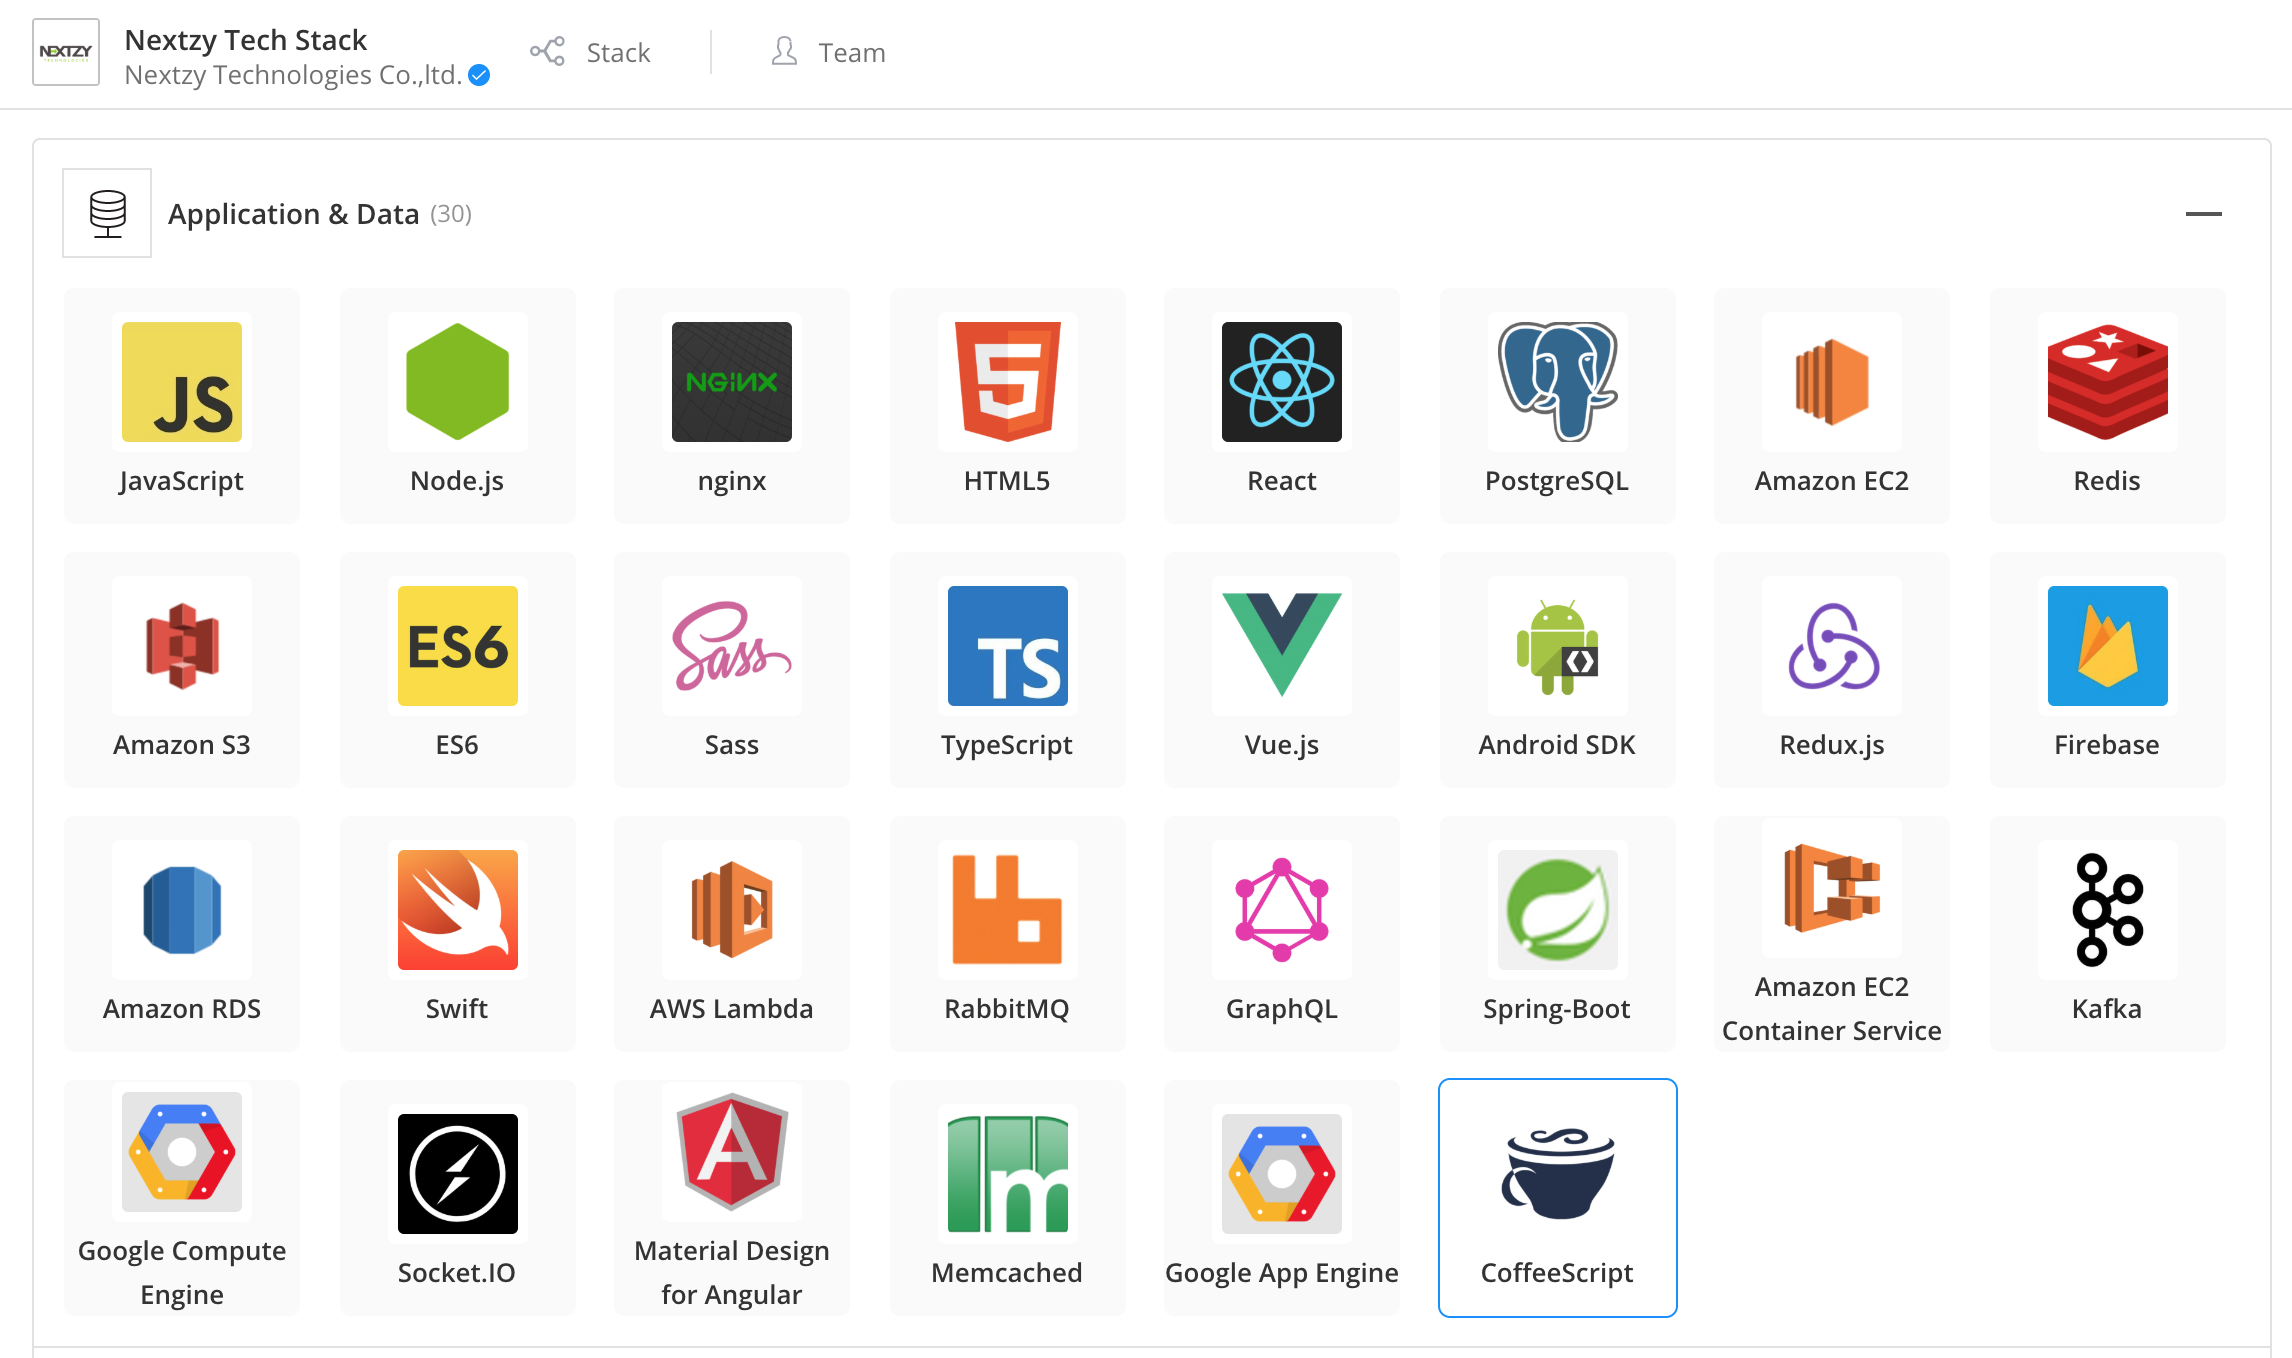 NEXTZY
TECHNOLOGIES
Nextzy Tech Stack
Nextzy Technologies Co.,ltd.
Stack
Team
Application & Data (30)
JS
JavaScript
Node.js
NGINX
nginx
5
HTML5
React
PostgreSQL
Amazon EC2
Redis
Amazon S3
ES6
ES6
Sass
Sass
TS
TypeScript
Vue.js
Android SDK
Redux.js
Firebase
Amazon RDS
Swift
AWS Lambda
RabbitMQ
GraphQL
Spring-Boot
Amazon EC2
Container Service
Kafka
Google Compute
Engine
Socket.IO
A
Material Design
for Angular
m
Memcached
Google App Engine
CoffeeScript